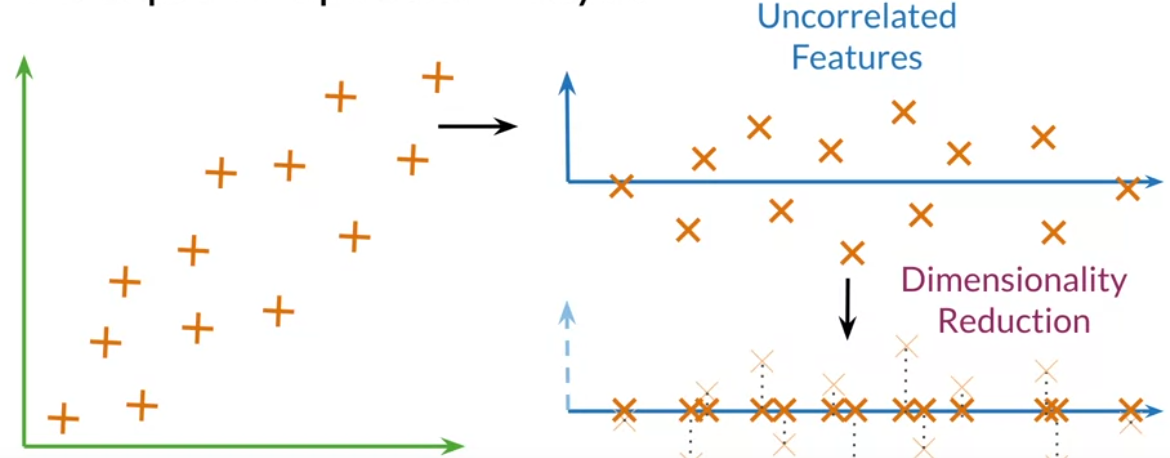 Uncorrelated
Features
Dimensionality
Reduction